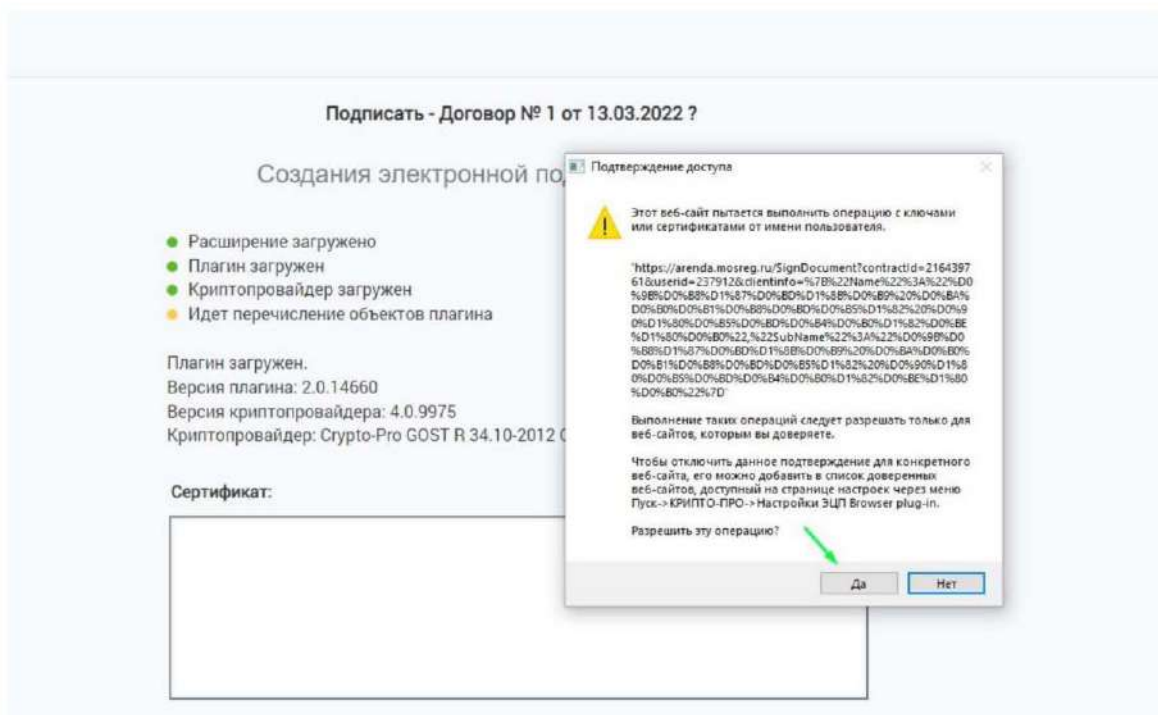 Подписать - Договор № 1 от 13.03.2022 ?
Создания электронной по
Расширение загружено
Плагин загружен
Криптопровайдер загружен
Идет перечисление объектов плагина
Плагин загружен.
Версия плагина: 2.0.14660
Версия криптопровайдера: 4.0.9975
Криптопровайдер: Crypto-Pro GOST R 34.10-2012
Сертификат:
Подтверждение доступа
Этот веб-сайт пытается выполнить операцию с ключами
или сертификатами от имени пользователя.
"https://arenda.mosreg.ru/SignDocument?contractid=2164397
61&userid=237912&clientinfo=%7B%22Name%22%3A%22%D0
%9B%D0%B8%D1%87%D0%BD%D1%8B%D0%B9%20%D0%BA%
D0%B0%D0%B1%D0%B8%D0%BD%D0%B5%D1%82%20%D0%9
0%D1%80%D0%B5%D0%BD%D0%B4%D0%B0%D1%82%D0%BE
%D1%80%D0%B0%22,%22SubName%22%3A%22%D0%9B%D0
%B8%D1%87%D0%BD%D1%8B%D0%B9%20%D0%BA%D0%B0%
D0%B1%D0%B8%D0%BD%D0%B5%D1%82%20%D0%90%D1%8
0%D0%B5%D0%BD%D0%B4%D0%B0%D1%82%D0%BE%D1%80
%D0%B0%22%7D"
Выполнение таких операций следует разрешать только для
веб-сайтов, которым вы доверяете.
Чтобы отключить данное подтверждение для конкретного
веб-сайта, его можно добавить в список доверенных
веб-сайтов, доступный на странице настроек через меню
Пуск->КРИПТО-ПРО->Настройки ЭЦП Browser plug-in.
Разрешить эту операцию?
Да
Нет